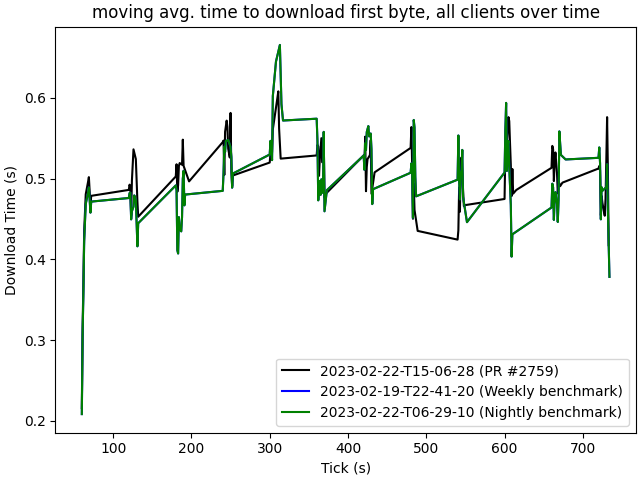 moving avg. time to download first byte, all clients over time
Download Time (s)
0.6
0.5
0.4
0.3
0.2
2023-02-22-T15-06-28 (PR #2759)
2023-02-19-T22-41-20 (Weekly benchmark)
2023-02-22-T06-29-10 (Nightly benchmark)
100 200 300 400 500 600 700
Tick (s)